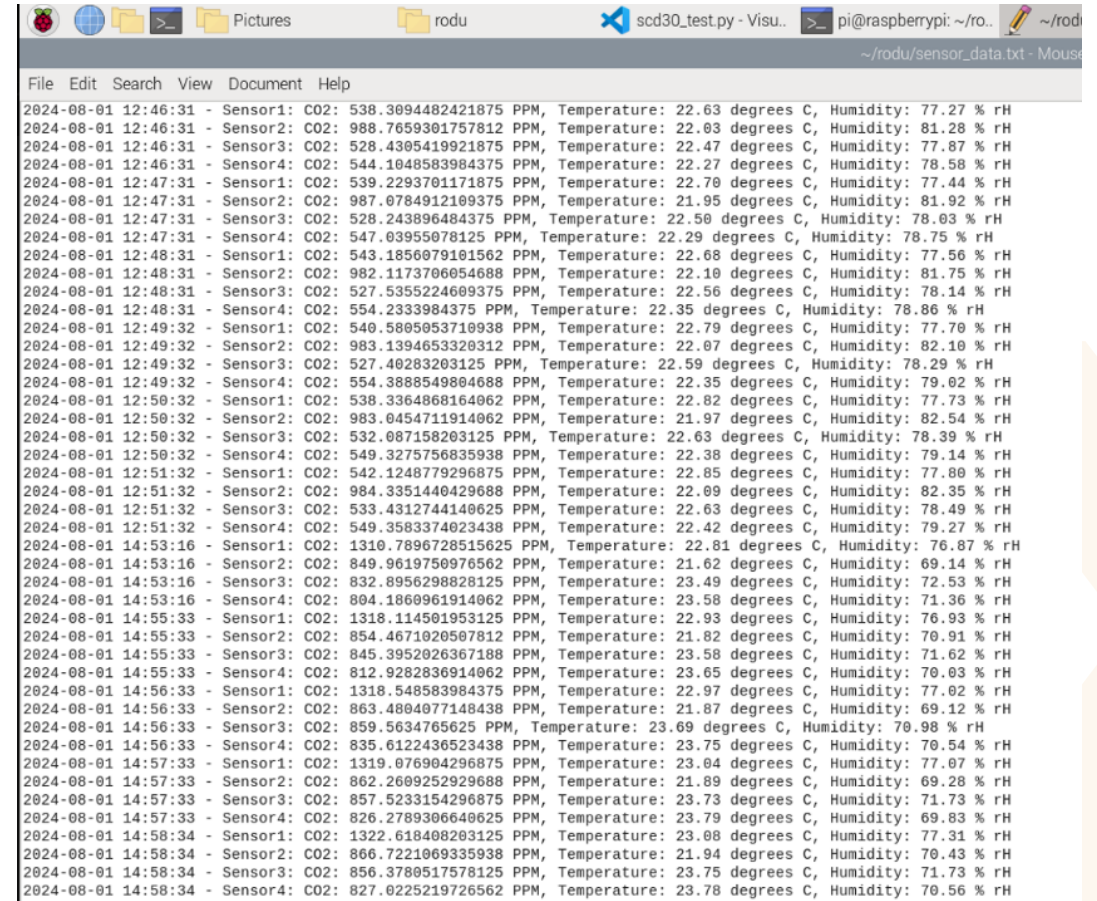 Pictures rodu scd30_test.py - Visu.. pi@raspberrypi: ~/ro.. ~/rodu
~/rodu/sensor_data.txt - Mouse
File Edit Search View Document Help
2024-08-01 12:46:31 - Sensor1: CO2: 538.3094482421875 PPM, Temperature: 22.63 degrees C, Humidity: 77.27 % rH
2024-08-01 12:46:31 - Sensor2: CO2: 988.7659301757812 PPM, Temperature: 22.03 degrees C, Humidity: 81.28 % rH
2024-08-01 12:46:31 - Sensor3: CO2: 528.4305419921875 PPM, Temperature: 22.47 degrees C, Humidity: 77.87 % rH
2024-08-01 12:46:31 - Sensor4: CO2: 544.1048583984375 PPM, Temperature: 22.27 degrees C, Humidity: 78.58 % rH
2024-08-01 12:47:31 - Sensor1: CO2: 539.2293701171875 PPM, Temperature: 22.70 degrees C, Humidity: 77.44 % rH
2024-08-01 12:47:31 - Sensor2: CO2: 987.0784912109375 PPM, Temperature: 21.95 degrees C, Humidity: 81.92 % rH
2024-08-01 12:47:31 - Sensor3: CO2: 528.243896484375 PPM, Temperature: 22.50 degrees C, Humidity: 78.03 % rH
2024-08-01 12:47:31 - Sensor4: CO2: 547.03955078125 PPM, Temperature: 22.29 degrees C, Humidity: 78.75 % rH
2024-08-01 12:48:31 - Sensor1: CO2: 543.1856079101562 PPM, Temperature: 22.68 degrees C, Humidity: 77.56 % rH
2024-08-01 12:48:31 - Sensor2: CO2: 982.1173706054688 PPM, Temperature: 22.10 degrees C, Humidity: 81.75 % rH
2024-08-01 12:48:31 - Sensor3: CO2: 527.5355224609375 PPM, Temperature: 22.56 degrees C, Humidity: 78.14 % rH
2024-08-01 12:48:31 - Sensor4: CO2: 554.2333984375 PPM, Temperature: 22.35 degrees C, Humidity: 78.86 % rH
2024-08-01 12:49:32 - Sensor1: CO2: 540.5805053710938 PPM, Temperature: 22.79 degrees C, Humidity: 77.70 % rH
2024-08-01 12:49:32 - Sensor2: CO2: 983.1394653320312 PPM, Temperature: 22.07 degrees C, Humidity: 82.10 % rH
2024-08-01 12:49:32 - Sensor3: CO2: 527.40283203125 PPM, Temperature: 22.59 degrees C, Humidity: 78.29 % rH
2024-08-01 12:49:32 - Sensor4: CO2: 554.3888549804688 PPM, Temperature: 22.35 degrees C, Humidity: 79.02 % rH
2024-08-01 12:50:32 - Sensor1: CO2: 538.3364868164062 PPM, Temperature: 22.82 degrees C, Humidity: 77.73 % rH
2024-08-01 12:50:32 - Sensor2: CO2: 983.0454711914062 PPM, Temperature: 21.97 degrees C, Humidity: 82.54 % rH
2024-08-01 12:50:32 - Sensor3: CO2: 532.087158203125 PPM, Temperature: 22.63 degrees C, Humidity: 78.39 % rH
2024-08-01 12:50:32 - Sensor4: CO2: 549.3275756835938 PPM, Temperature: 22.38 degrees C, Humidity: 79.14 % rH
2024-08-01 12:51:32 - Sensor1: CO2: 542.1248779296875 PPM, Temperature: 22.85 degrees C, Humidity: 77.80 % rH
2024-08-01 12:51:32 - Sensor2: CO2: 984.3351440429688 PPM, Temperature: 22.09 degrees C, Humidity: 82.35 % rH
2024-08-01 12:51:32 - Sensor3: CO2: 533.4312744140625 PPM, Temperature: 22.63 degrees C, Humidity: 78.49 % rH
2024-08-01 12:51:32 - Sensor4: CO2: 549.3583374023438 PPM, Temperature: 22.42 degrees C, Humidity: 79.27 % rH
2024-08-01 14:53:16 - Sensor1: CO2: 1310.7896728515625 PPM, Temperature: 22.81 degrees C, Humidity: 76.87 % rH
2024-08-01 14:53:16 - Sensor2: CO2: 849.9619750976562 PPM, Temperature: 21.62 degrees C, Humidity: 69.14 % rH
2024-08-01 14:53:16 - Sensor3: CO2: 832.8956298828125 PPM, Temperature: 23.49 degrees C, Humidity: 72.53 % rH
2024-08-01 14:53:16 - Sensor4: CO2: 804.1860961914062 PPM, Temperature: 23.58 degrees C, Humidity: 71.36 % rH
2024-08-01 14:55:33 - Sensor1: CO2: 1318.114501953125 PPM, Temperature: 22.93 degrees C, Humidity: 76.93 % rH
2024-08-01 14:55:33 - Sensor2: CO2: 854.4671020507812 PPM, Temperature: 21.82 degrees C, Humidity: 70.91 % rH
2024-08-01 14:55:33 - Sensor3: CO2: 845.3952026367188 PPM, Temperature: 23.58 degrees C, Humidity: 71.62 % rH
2024-08-01 14:55:33 - Sensor4: CO2: 812.9282836914062 PPM, Temperature: 23.65 degrees C, Humidity: 70.03 % rH
2024-08-01 14:56:33 - Sensor1: CO2: 1318.548583984375 PPM, Temperature: 22.97 degrees C, Humidity: 77.02 % rH
2024-08-01 14:56:33 - Sensor2: CO2: 863.4804077148438 PPM, Temperature: 21.87 degrees C, Humidity: 69.12 % rH
2024-08-01 14:56:33 - Sensor3: CO2: 859.5634765625 PPM, Temperature: 23.69 degrees C, Humidity: 70.98 % rH
2024-08-01 14:56:33 - Sensor4: CO2: 835.6122436523438 PPM, Temperature: 23.75 degrees C, Humidity: 70.54 % rH
2024-08-01 14:57:33 - Sensor1: CO2: 1319.076904296875 PPM, Temperature: 23.04 degrees C, Humidity: 77.07 % rH
2024-08-01 14:57:33 - Sensor2: CO2: 862.2609252929688 PPM, Temperature: 21.89 degrees C, Humidity: 69.28 % rH
2024-08-01 14:57:33 - Sensor3: CO2: 857.5233154296875 PPM, Temperature: 23.73 degrees C, Humidity: 71.73 % rH
2024-08-01 14:57:33 - Sensor4: CO2: 826.2789306640625 PPM, Temperature: 23.79 degrees C, Humidity: 69.83 % rH
2024-08-01 14:58:34 - Sensor1: CO2: 1322.618408203125 PPM, Temperature: 23.08 degrees C, Humidity: 77.31 % rH
2024-08-01 14:58:34 - Sensor2: CO2: 866.7221069335938 PPM, Temperature: 21.94 degrees C, Humidity: 70.43 % rH
2024-08-01 14:58:34 - Sensor3: CO2: 856.3780517578125 PPM, Temperature: 23.75 degrees C, Humidity: 71.73 % rH
2024-08-01 14:58:34 - Sensor4: CO2: 827.0225219726562 PPM, Temperature: 23.78 degrees C, Humidity: 70.56 % rH